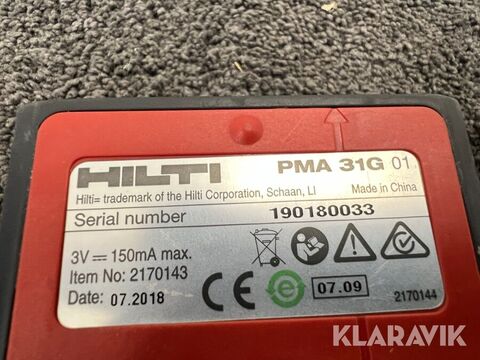 HILTI PMA 31G 01
Hilti= trademark of the Hilti Corporation, Schaan, LI Made in China
Serial number 190180033
3V ⎓ 150mA max.
Item No: 2170143
Date: 07.2018 CE 07.09 2170144
KLARAVIK